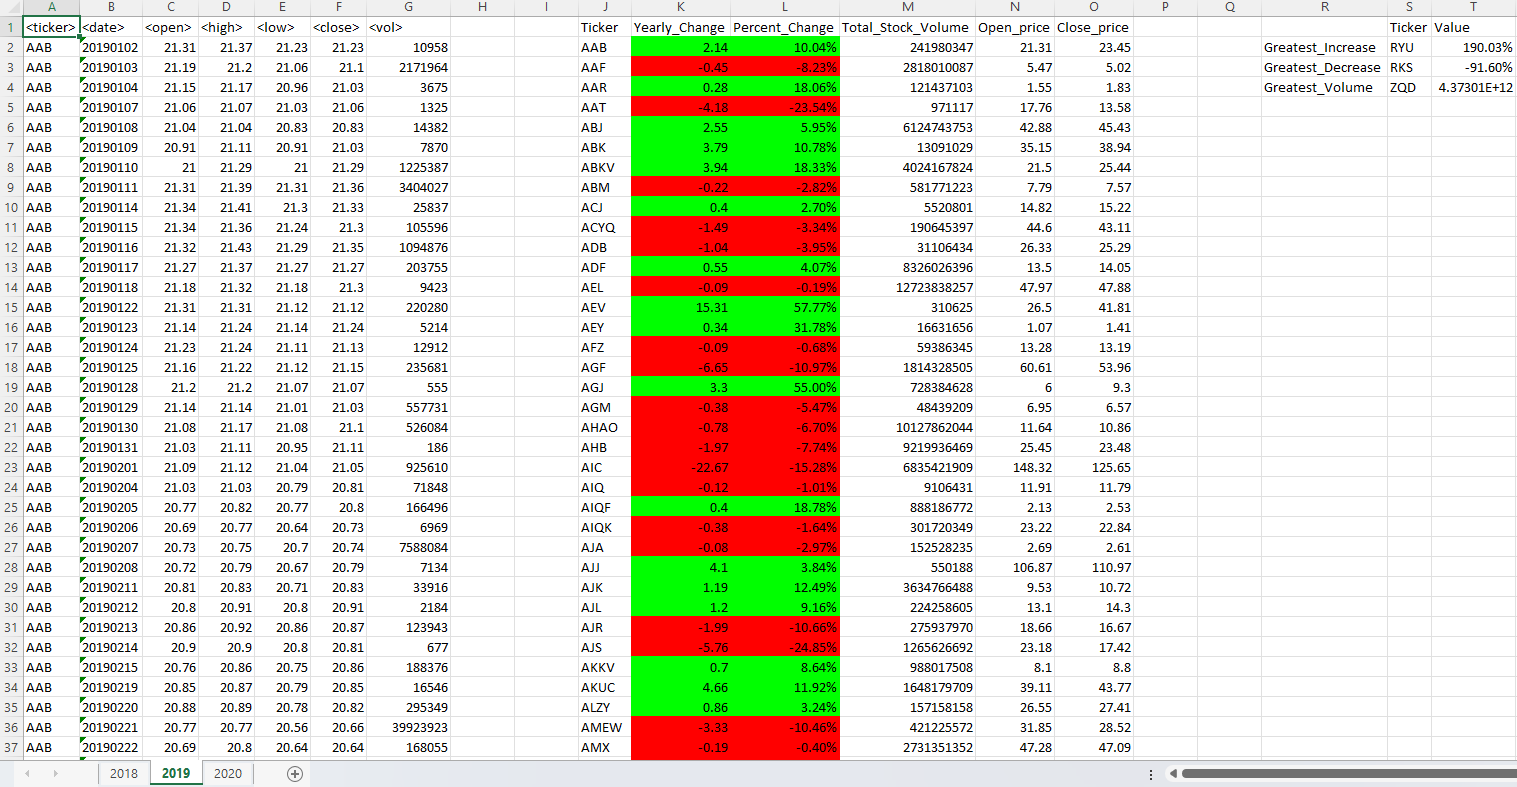 A B C D E F G H I J K L M N O P Q R S T
1 <ticker> <date> <open> <high> <low> <close> <vol> Ticker Yearly_Change Percent_Change Total_Stock_Volume Open_price Close_price Ticker Value
2 AAB 20190102 21.31 21.37 21.23 21.23 10958 AAB 2.14 10.04% 241980347 21.31 23.45 Greatest_Increase RYU 190.03%
3 AAB 20190103 21.19 21.2 21.06 21.1 2171964 AAF -0.45 -8.23% 2818010087 5.47 5.02 Greatest_Decrease RKS -91.60%
4 AAB 20190104 21.15 21.17 20.96 21.03 3675 AAR 0.28 18.06% 121437103 1.55 1.83 Greatest_Volume ZQD 4.37301E+12
5 AAB 20190107 21.06 21.07 21.03 21.06 1325 AAT -4.18 -23.54% 971117 17.76 13.58
6 AAB 20190108 21.04 21.04 20.83 20.83 14382 ABJ 2.55 5.95% 6124743753 42.88 45.43
7 AAB 20190109 20.91 21.11 20.91 21.03 7870 ABK 3.79 10.78% 13091029 35.15 38.94
8 AAB 20190110 21 21.29 21 21.29 1225387 ABKV 3.94 18.33% 4024167824 21.5 25.44
9 AAB 20190111 21.31 21.39 21.31 21.36 3404027 ABM -0.22 -2.82% 581771223 7.79 7.57
10 AAB 20190114 21.34 21.41 21.3 21.33 25837 ACJ 0.4 2.70% 5520801 14.82 15.22
11 AAB 20190115 21.34 21.36 21.24 21.3 105596 ACYQ -1.49 -3.34% 190645397 44.6 43.11
12 AAB 20190116 21.32 21.43 21.29 21.35 1094876 ADB -1.04 -3.95% 31106434 26.33 25.29
13 AAB 20190117 21.27 21.37 21.27 21.27 203755 ADF 0.55 4.07% 8326026396 13.5 14.05
14 AAB 20190118 21.18 21.32 21.18 21.3 9423 AEL -0.09 -0.19% 12723838257 47.97 47.88
15 AAB 20190122 21.31 21.31 21.12 21.12 220280 AEV 15.31 57.77% 310625 26.5 41.81
16 AAB 20190123 21.14 21.24 21.14 21.24 5214 AEY 0.34 31.78% 16631656 1.07 1.41
17 AAB 20190124 21.23 21.24 21.11 21.13 12912 AFZ -0.09 -0.68% 59386345 13.28 13.19
18 AAB 20190125 21.16 21.22 21.12 21.15 235681 AGF -6.65 -10.97% 1814328505 60.61 53.96
19 AAB 20190128 21.2 21.2 21.07 21.07 555 AGJ 3.3 55.00% 728384628 6 9.3
20 AAB 20190129 21.14 21.14 21.01 21.03 557731 AGM -0.38 -5.47% 48439209 6.95 6.57
21 AAB 20190130 21.08 21.17 21.08 21.1 526084 AHAO -0.78 -6.70% 10127862044 11.64 10.86
22 AAB 20190131 21.03 21.11 20.95 21.11 186 AHB -1.97 -7.74% 9219936469 25.45 23.48
23 AAB 20190201 21.09 21.12 21.04 21.05 925610 AIC -22.67 -15.28% 6835421909 148.32 125.65
24 AAB 20190204 21.03 21.03 20.79 20.81 71848 AIQ -0.12 -1.01% 9106431 11.91 11.79
25 AAB 20190205 20.77 20.82 20.77 20.8 166496 AIQF 0.4 18.78% 888186772 2.13 2.53
26 AAB 20190206 20.69 20.77 20.64 20.73 6969 AIQK -0.38 -1.64% 301720349 23.22 22.84
27 AAB 20190207 20.73 20.75 20.7 20.74 7588084 AJA -0.08 -2.97% 152528235 2.69 2.61
28 AAB 20190208 20.72 20.79 20.67 20.79 7134 AJJ 4.1 3.84% 550188 106.87 110.97
29 AAB 20190211 20.81 20.83 20.71 20.83 33916 AJK 1.19 12.49% 3634766488 9.53 10.72
30 AAB 20190212 20.8 20.91 20.8 20.91 2184 AJL 1.2 9.16% 224258605 13.1 14.3
31 AAB 20190213 20.86 20.92 20.86 20.87 123943 AJR -1.99 -10.66% 275937970 18.66 16.67
32 AAB 20190214 20.9 20.9 20.8 20.81 677 AJS -5.76 -24.85% 1265626692 23.18 17.42
33 AAB 20190215 20.76 20.86 20.75 20.86 188376 AKKV 0.7 8.64% 988017508 8.1 8.8
34 AAB 20190219 20.85 20.87 20.79 20.85 16546 AKUC 4.66 11.92% 1648179709 39.11 43.77
35 AAB 20190220 20.88 20.89 20.78 20.82 295349 ALZY 0.86 3.24% 157158158 26.55 27.41
36 AAB 20190221 20.77 20.77 20.56 20.66 39923923 AMEW -3.33 -10.46% 421225572 31.85 28.52
37 AAB 20190222 20.69 20.8 20.64 20.64 168055 AMX -0.19 -0.40% 2731351352 47.28 47.09
2018 2019 2020